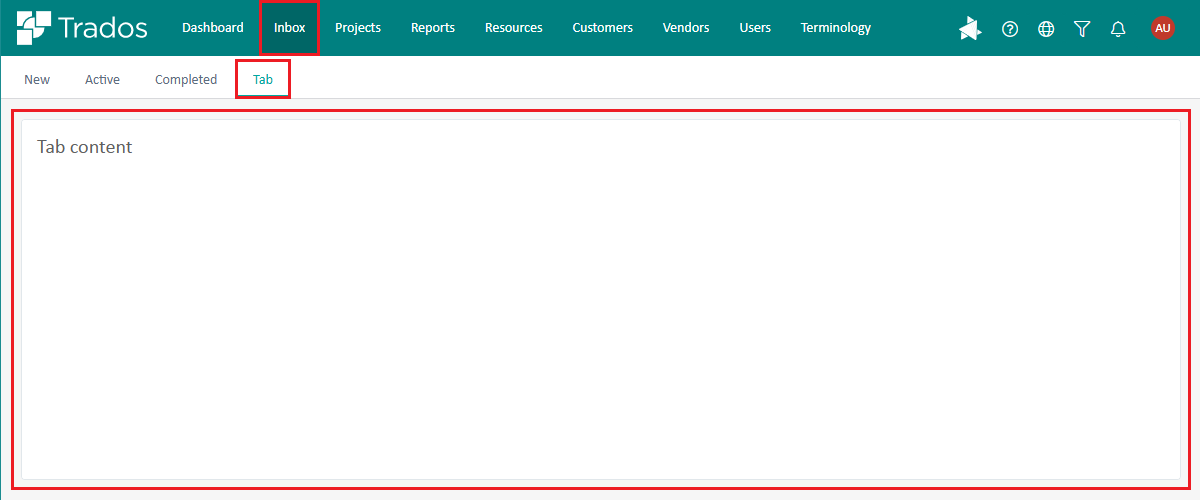 Trados Dashboard Inbox Projects Reports Resources Customers Vendors Users Terminology AU
New Active Completed Tab
Tab content